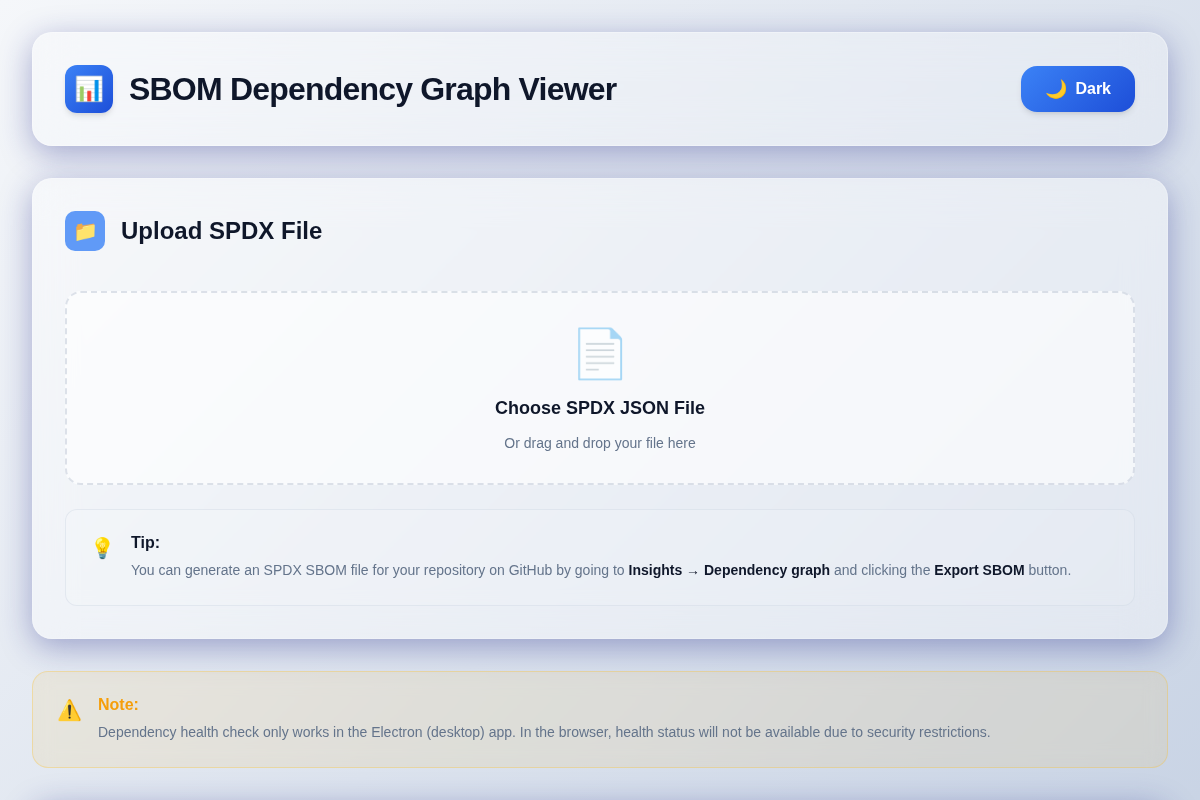 SBOM Dependency Graph Viewer
Dark
Upload SPDX File
Choose SPDX JSON File
Or drag and drop your file here
Tip:
You can generate an SPDX SBOM file for your repository on GitHub by going to Insights → Dependency graph and clicking the Export SBOM button.
Note:
Dependency health check only works in the Electron (desktop) app. In the browser, health status will not be available due to security restrictions.